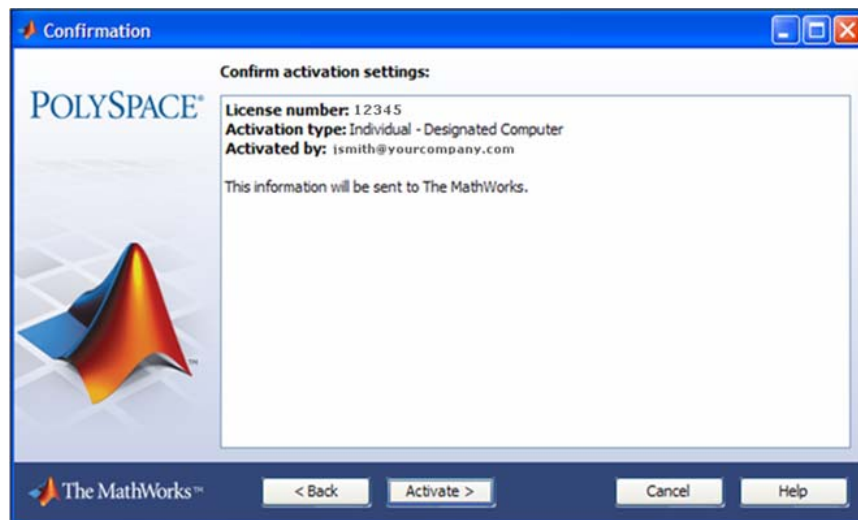 Confirmation
POLYSPACE®
Confirm activation settings:
License number: 12345
Activation type: Individual - Designated Computer
Activated by: jsmith@yourcompany.com
This information will be sent to The MathWorks.
TM
The MathWorks™
< Back
Activate >
Cancel
Help